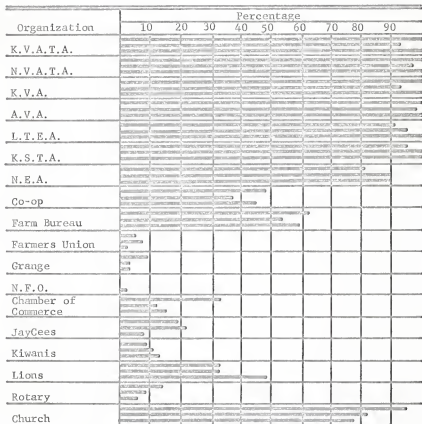 Percentage
Organization 10 20 30 40 50 60 70 80 90
K.V.A.T.A.
N.V.A.T.A.
K.V.A.
A.V.A.
L.T.E.A.
K.S.T.A.
N.E.A.
Co-op
Farm Bureau
Farmers Union
Grange
N.F.O.
Chamber of
Commerce
JayCees
Kiwanis
Lions
Rotary
Church